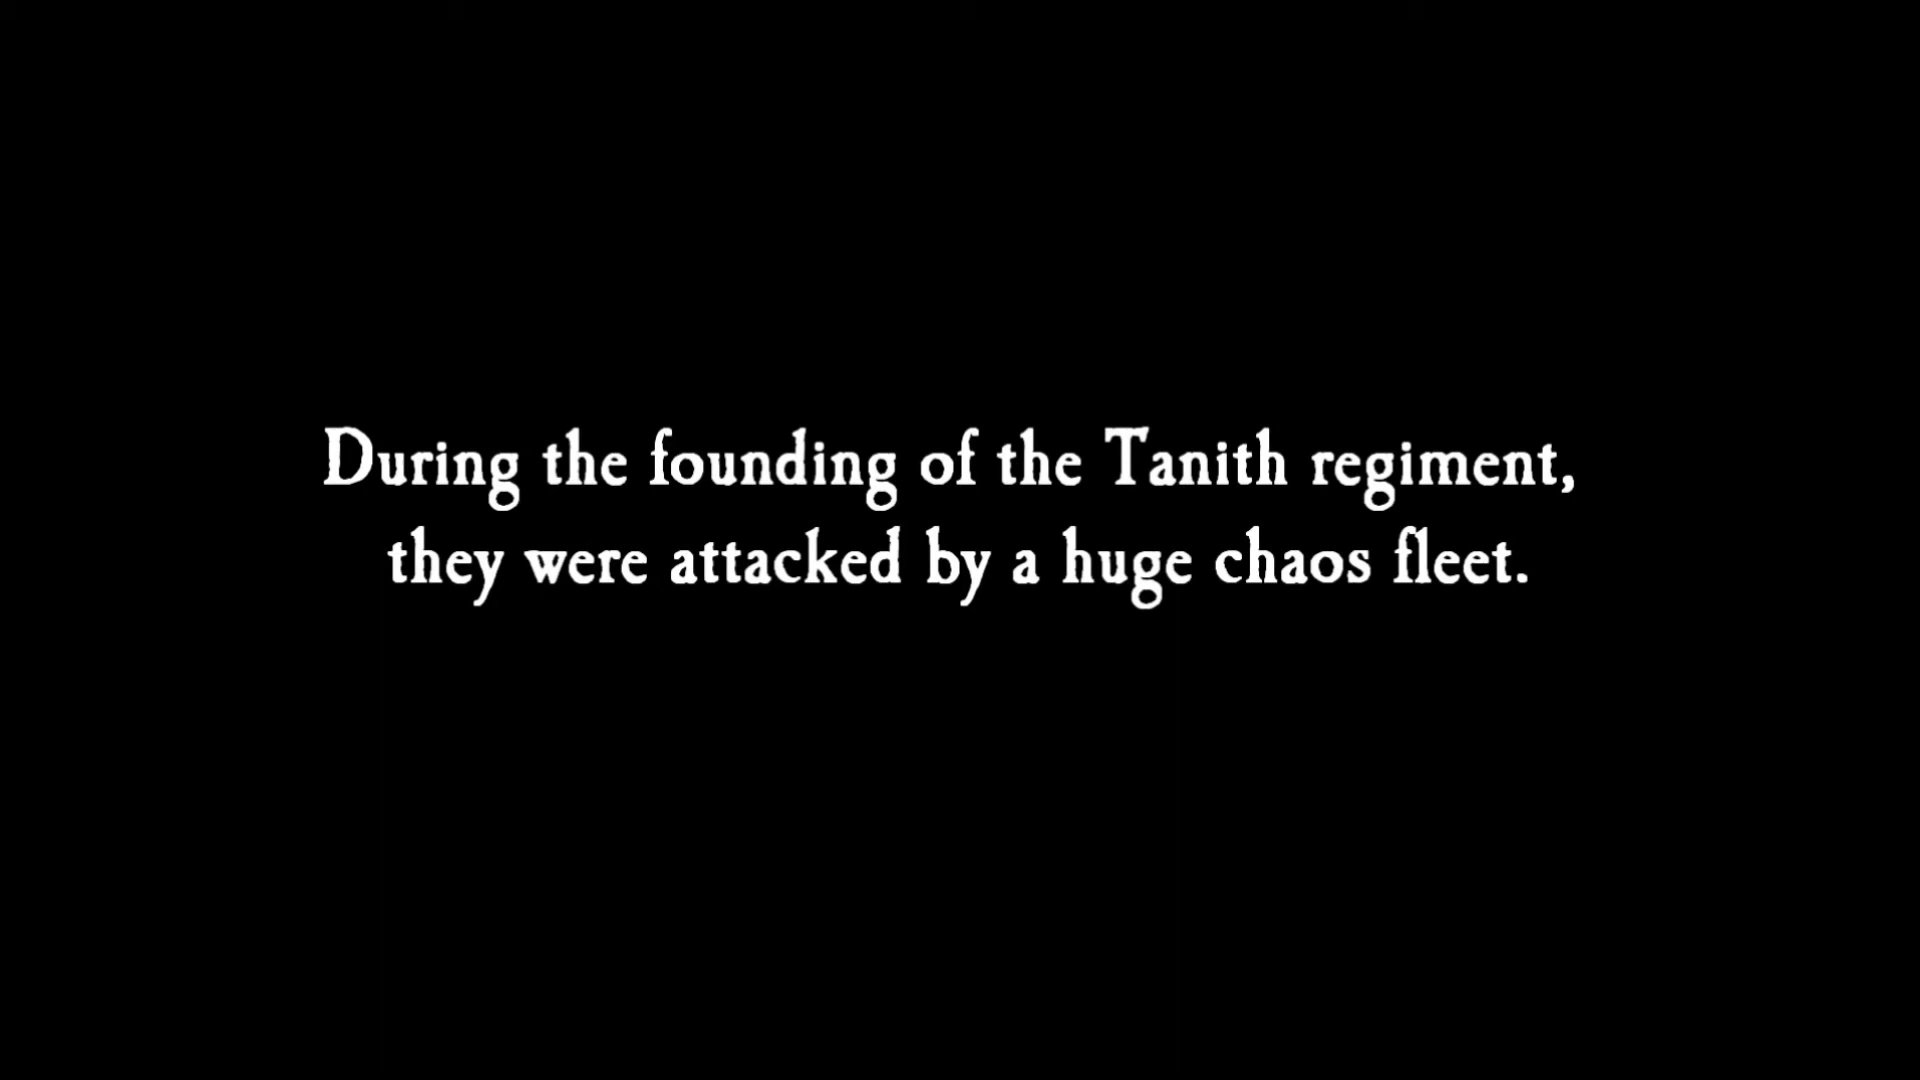 During the founding of the Tanith regiment,
they were attacked by a huge chaos fleet.